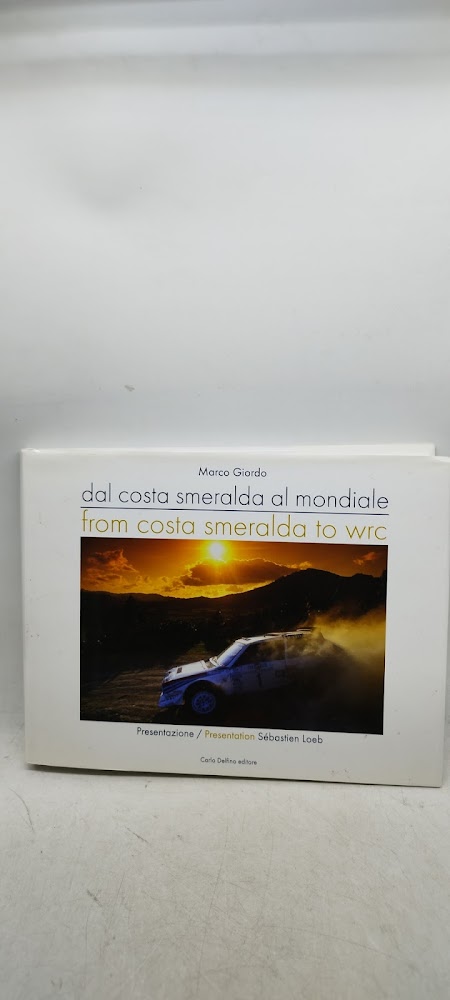 Marco Giordo
dal costa smeralda al mondiale
from costa smeralda to wrc
Presentazione / Presentation Sébastien Loeb
Carlo Delfino editore